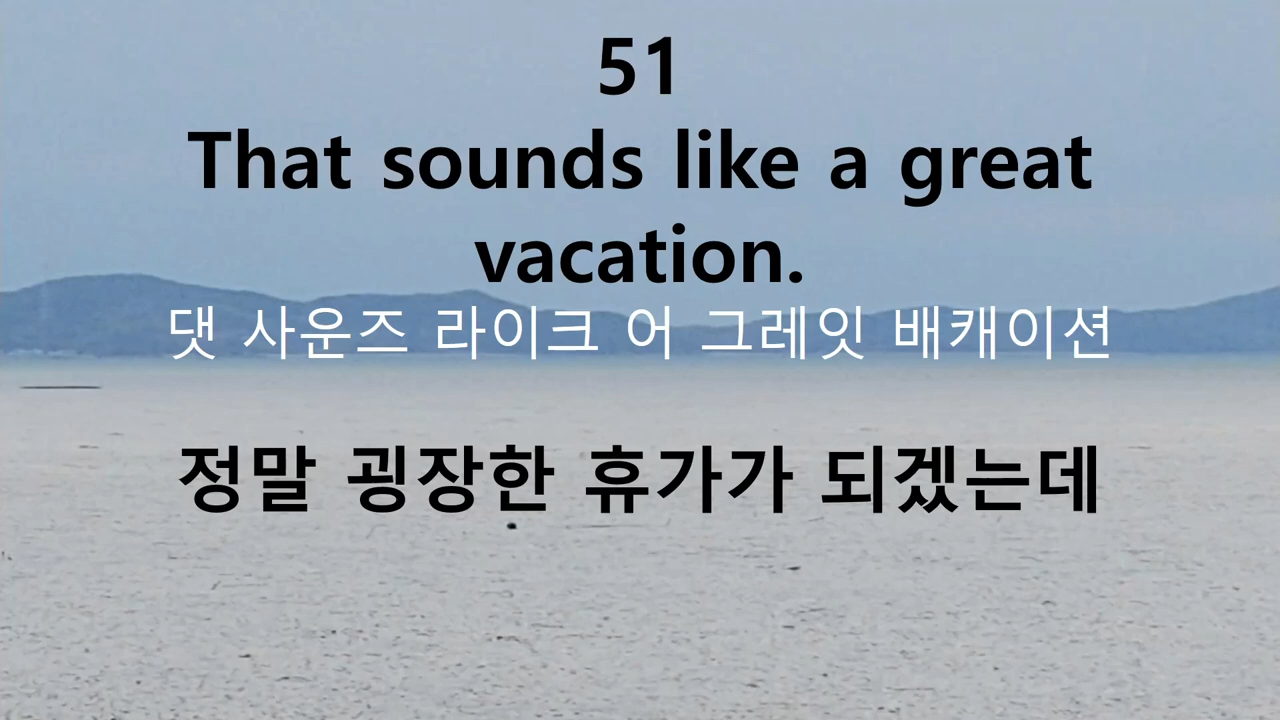 51
That sounds like a great
vacation.
댓 사운즈 라이크 어 그레잇 배캐이션
정말 굉장한 휴가가 되겠는데